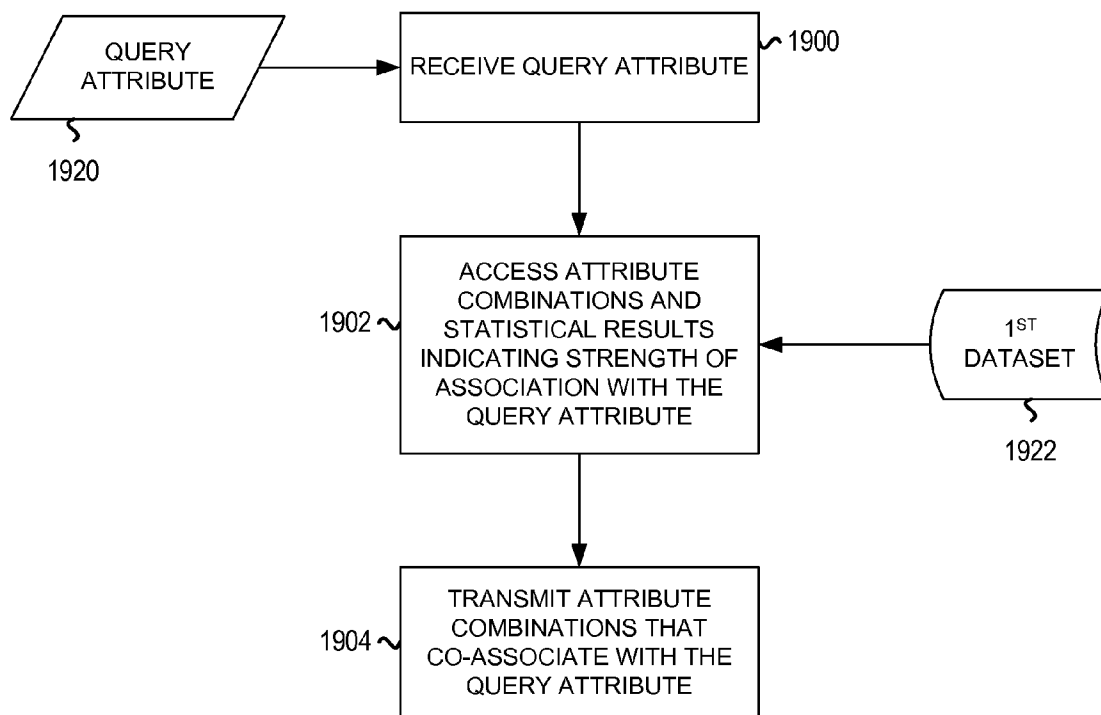 QUERY
ATTRIBUTE
1920
RECEIVE QUERY ATTRIBUTE
1900
ACCESS ATTRIBUTE
COMBINATIONS AND
STATISTICAL RESULTS
INDICATING STRENGTH OF
ASSOCIATION WITH THE
QUERY ATTRIBUTE
1902
1ST
DATASET
1922
TRANSMIT ATTRIBUTE
COMBINATIONS THAT
CO-ASSOCIATE WITH THE
QUERY ATTRIBUTE
1904